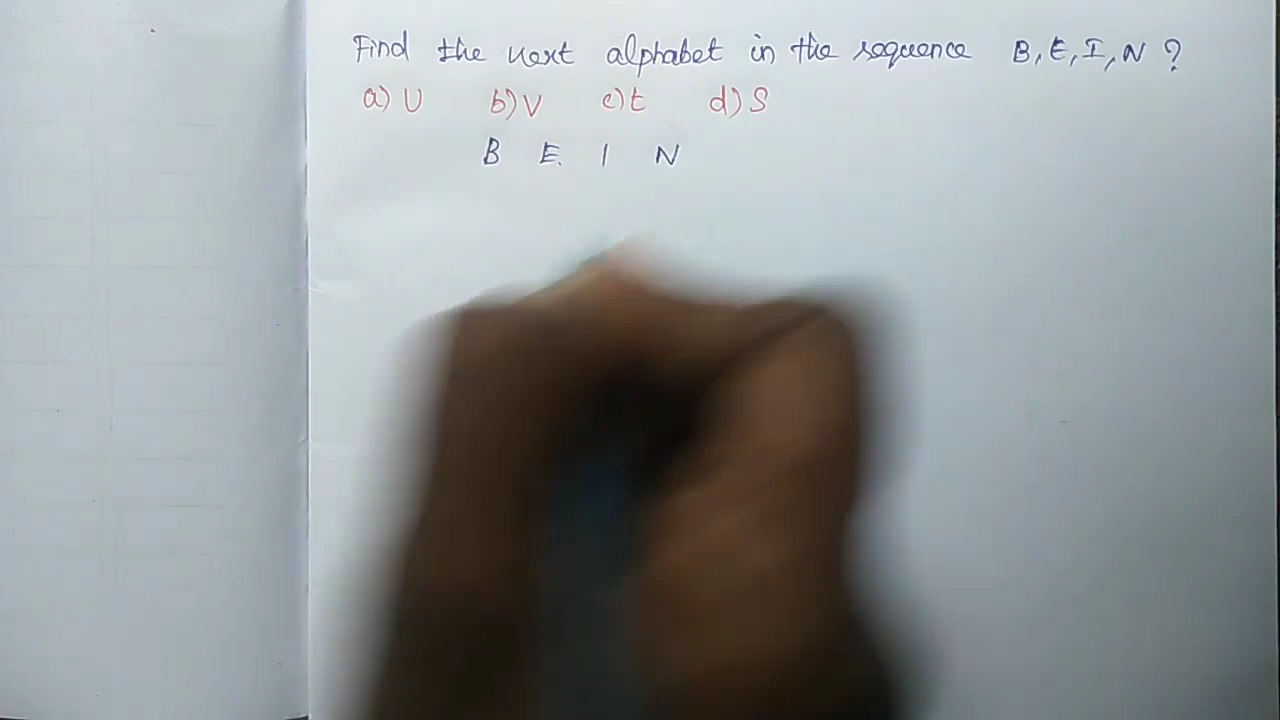 Find the next alphabet in the sequence B, E, I, N ?
a) U b) V c) t d) S
B E I N